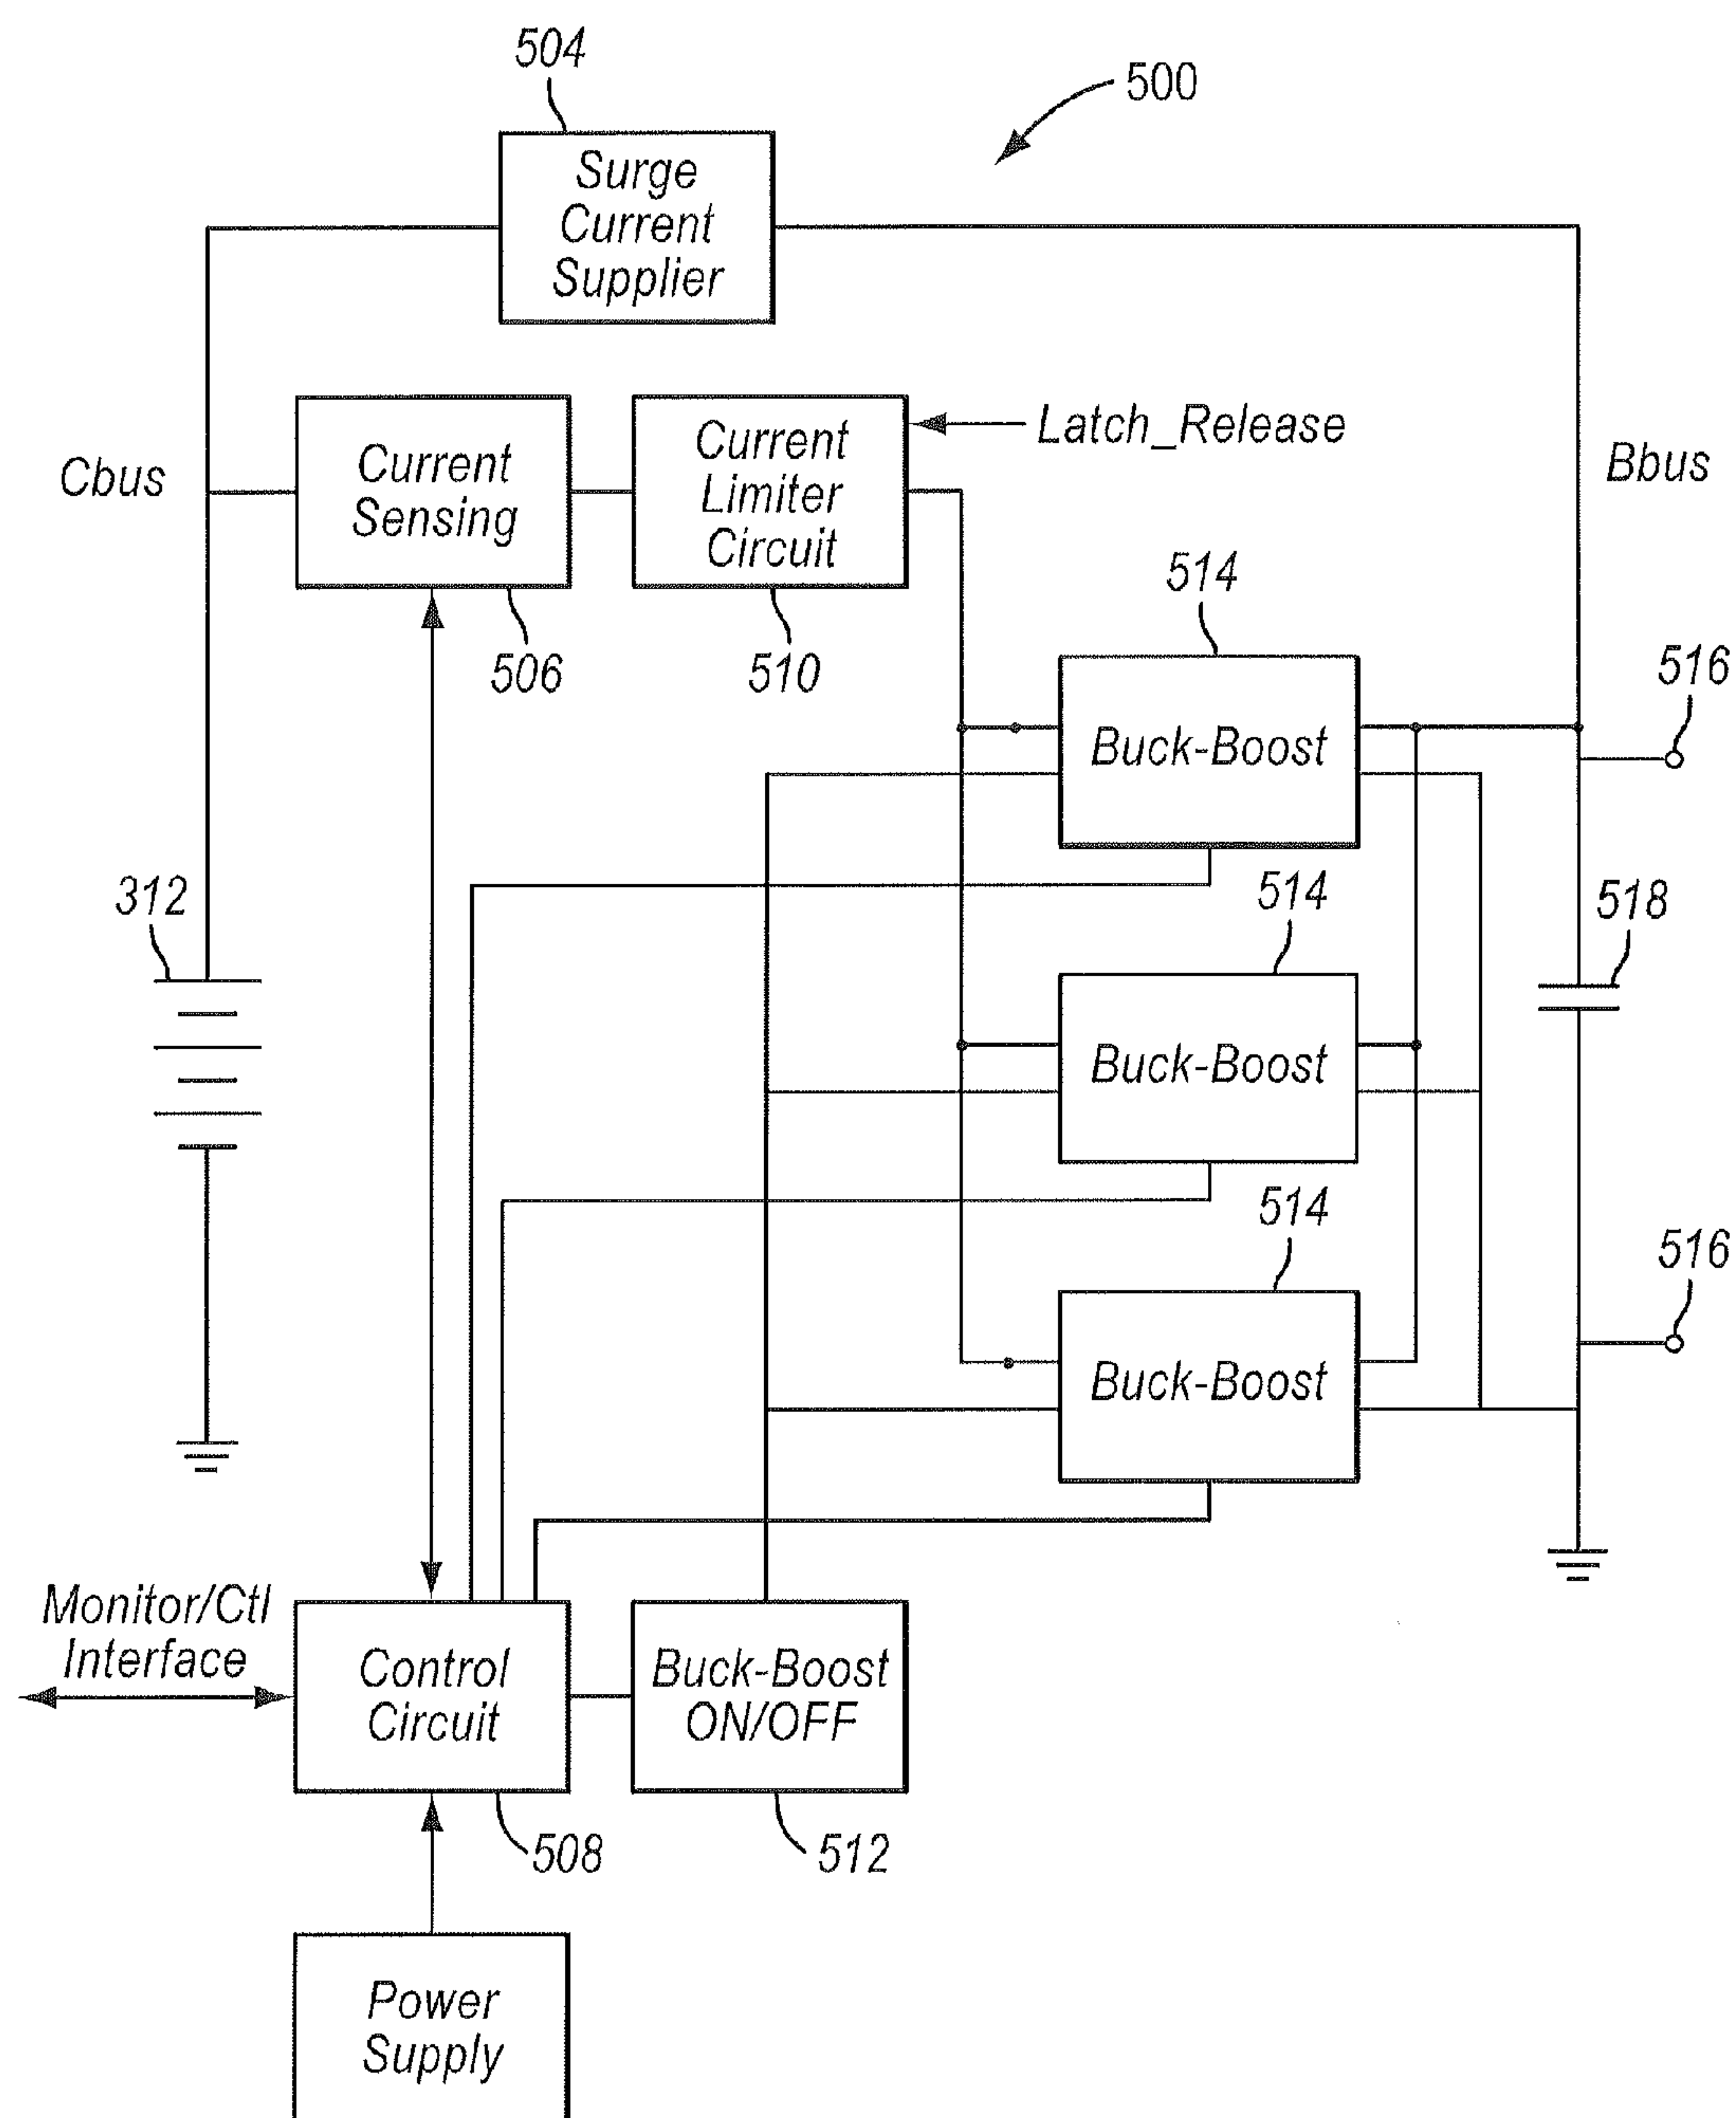 504
500
Surge
Current
Supplier
Latch_Release
Cbus
Current
Sensing
Current
Limiter
Circuit
Bbus
514
506
510
516
Buck-Boost
312
514
518
Buck-Boost
514
516
Buck-Boost
Monitor/Ctl
Interface
Control
Circuit
Buck-Boost
ON/OFF
508
512
Power
Supply